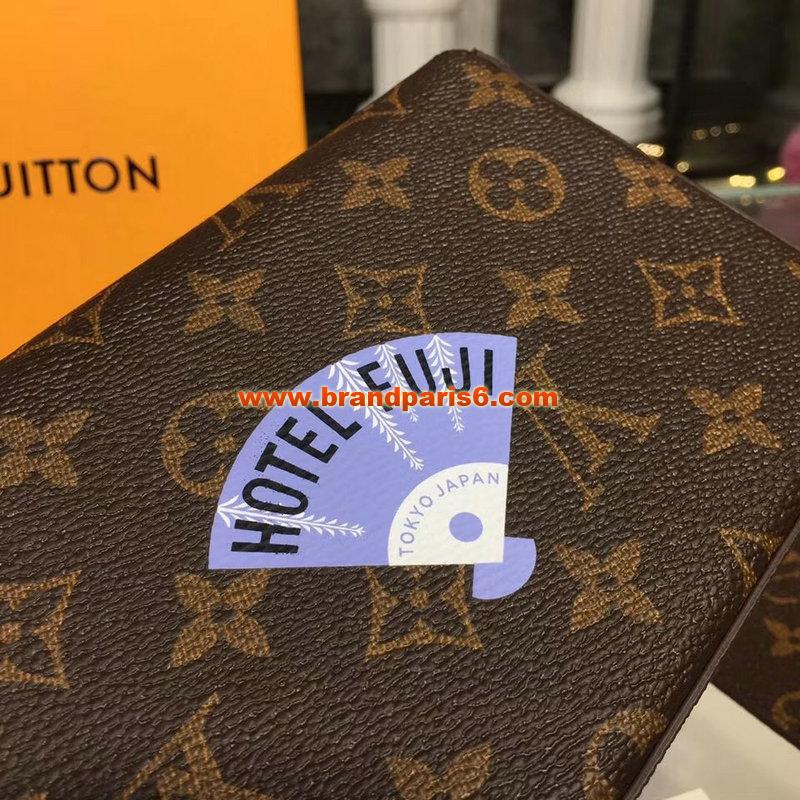 UITTON
HOTEL FUJI
TOKYO JAPAN
www.brandparis6.com